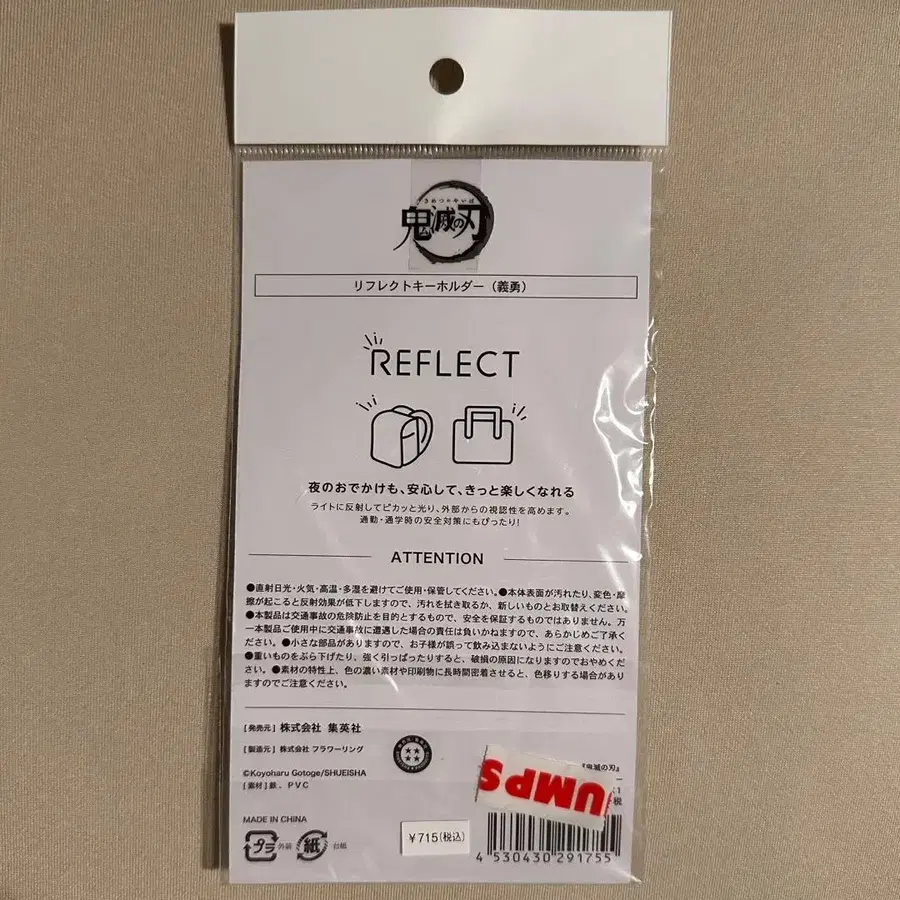 きめつのやいば
鬼滅の刃
リフレクトキーホルダー（義勇）
REFLECT
夜のおでかけも、安心して、きっと楽しくなれる
ライトに反射してピカッと光り、外部からの視認性を高めます。
通勤・通学時の安全対策にもぴったり!
ATTENTION
●直射日光・火気・高温・多湿を避けてご使用・保管してください。●本体表面が汚れたり、変色・摩
擦が起こると反射効果が低下しますので、汚れを拭き取るか、新しいものとお取替えください。
●本製品は交通事故の危険防止を目的とするもので、安全を保証するものではありません。万
一本製品ご使用中に交通事故に遭遇した場合の責任は負いかねますので、あらかじめご了承く
ださい。●小さな部品がありますので、お子様が誤って飲み込まないようにご注意ください。
●重いものをぶら下げたり、強く引っぱったりすると、破損の原因になりますのでおやめくだ
さい。●素材の特性上、色の濃い素材や印刷物に長時間密着させると、色移りする場合があり
ますのでご注意ください。
[発売元] 株式会社 集英社
[製造元] 株式会社 フラワーリング
©Koyoharu Gotoge/SHUEISHA
[素材] 鉄、PVC
MADE IN CHINA
プラ 外装 紙 台紙
¥715(税込)
『鬼滅の刃』
税
UMPS
4 530430 291755